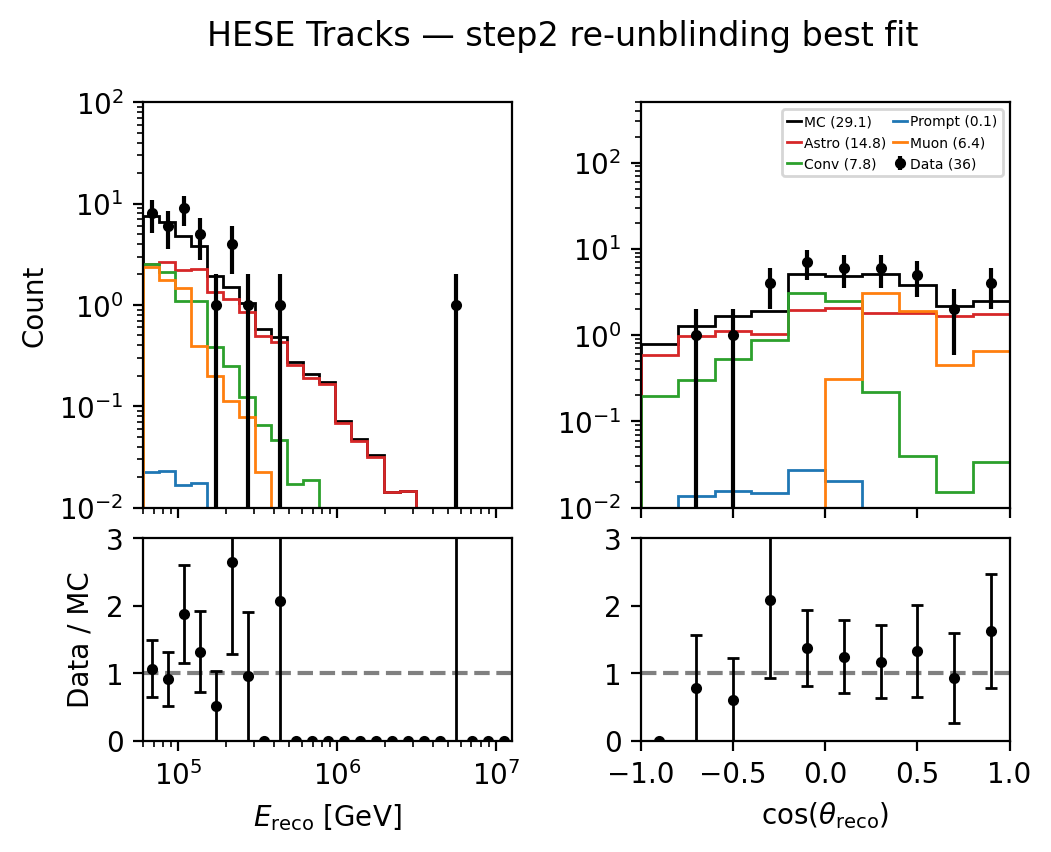 HESE Tracks — step2 re-unblinding best fit
Count
10²
10¹
10⁰
10⁻¹
10⁻²
10²
10¹
10⁰
10⁻¹
10⁻²
MC (29.1)
Astro (14.8)
Conv (7.8)
Prompt (0.1)
Muon (6.4)
Data (36)
Data / MC
3
2
1
0
10⁵ 10⁶ 10⁷
E_reco [GeV]
3
2
1
0
−1.0 −0.5 0.0 0.5 1.0
cos(θ_reco)